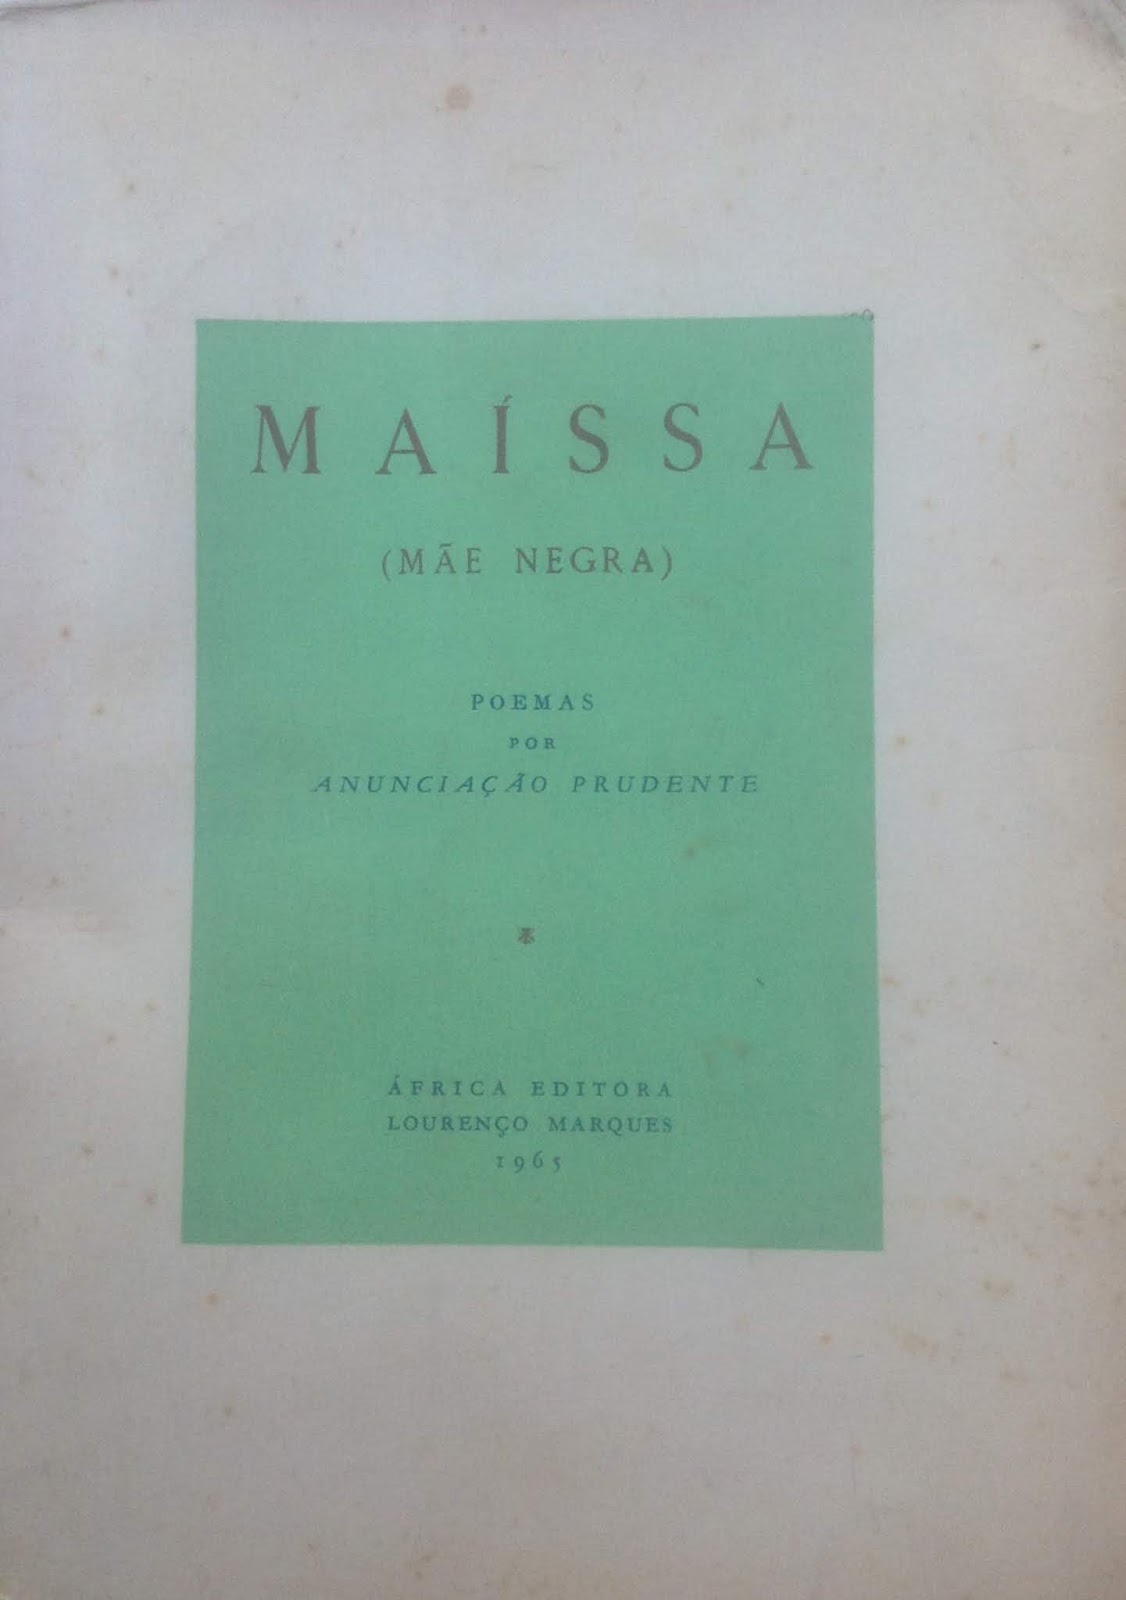 MAÍSSA
(MÃE NEGRA)
POEMAS
POR
ANUNCIAÇÃO PRUDENTE
ÁFRICA EDITORA
LOURENÇO MARQUES
1965